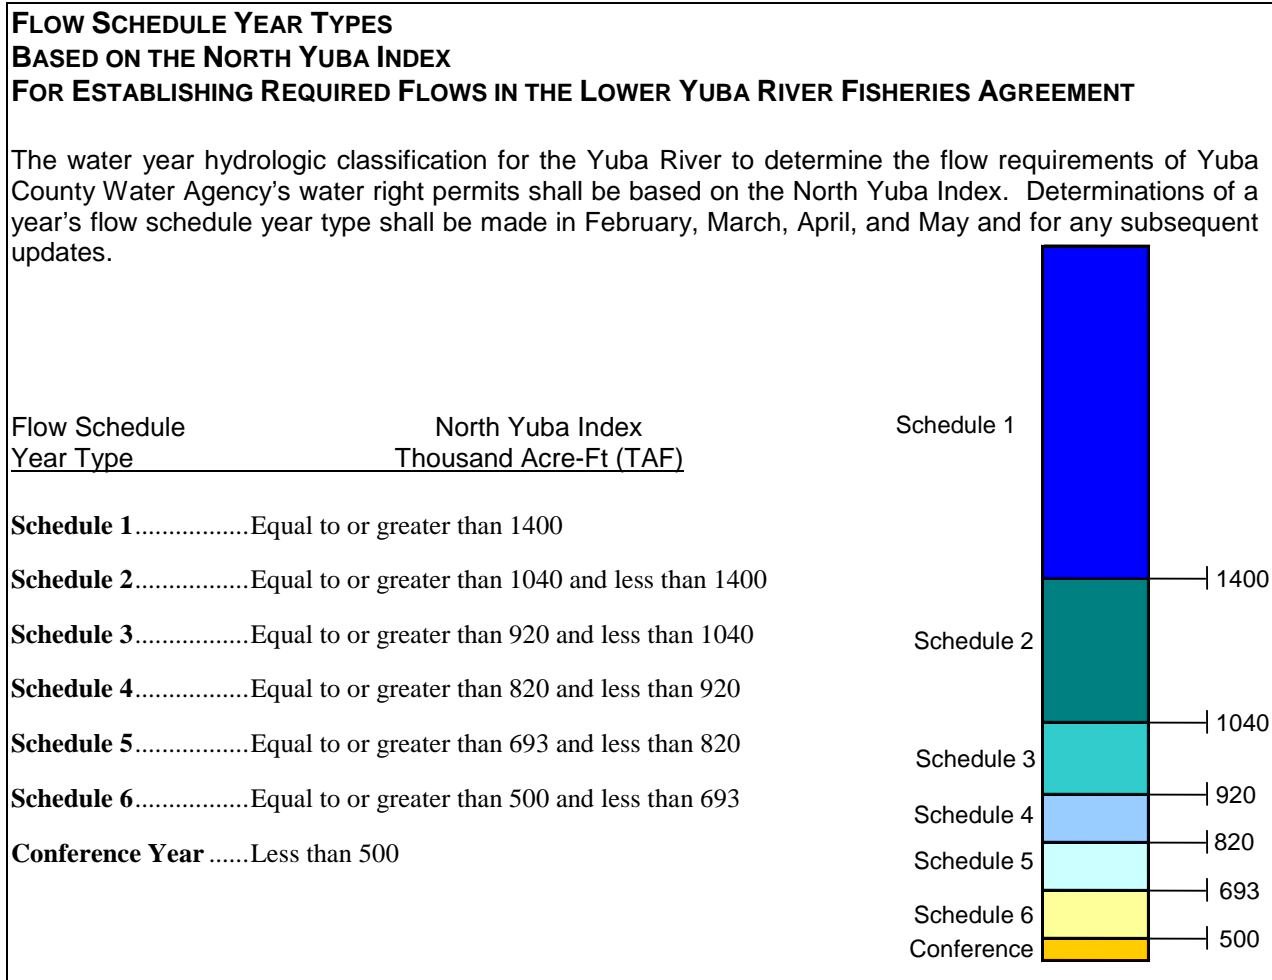 FLOW SCHEDULE YEAR TYPES
BASED ON THE NORTH YUBA INDEX
FOR ESTABLISHING REQUIRED FLOWS IN THE LOWER YUBA RIVER FISHERIES AGREEMENT
The water year hydrologic classification for the Yuba River to determine the flow requirements of Yuba
County Water Agency's water right permits shall be based on the North Yuba Index. Determinations of a
year's flow schedule year type shall be made in February, March, April, and May and for any subsequent
updates.
Flow Schedule North Yuba Index
Year Type Thousand Acre-Ft (TAF)
Schedule 1.................Equal to or greater than 1400
Schedule 2.................Equal to or greater than 1040 and less than 1400
Schedule 3.................Equal to or greater than 920 and less than 1040
Schedule 4.................Equal to or greater than 820 and less than 920
Schedule 5.................Equal to or greater than 693 and less than 820
Schedule 6.................Equal to or greater than 500 and less than 693
Conference Year ......Less than 500
Schedule 1
1400
Schedule 2
1040
Schedule 3
920
Schedule 4
820
Schedule 5
693
Schedule 6
500
Conference